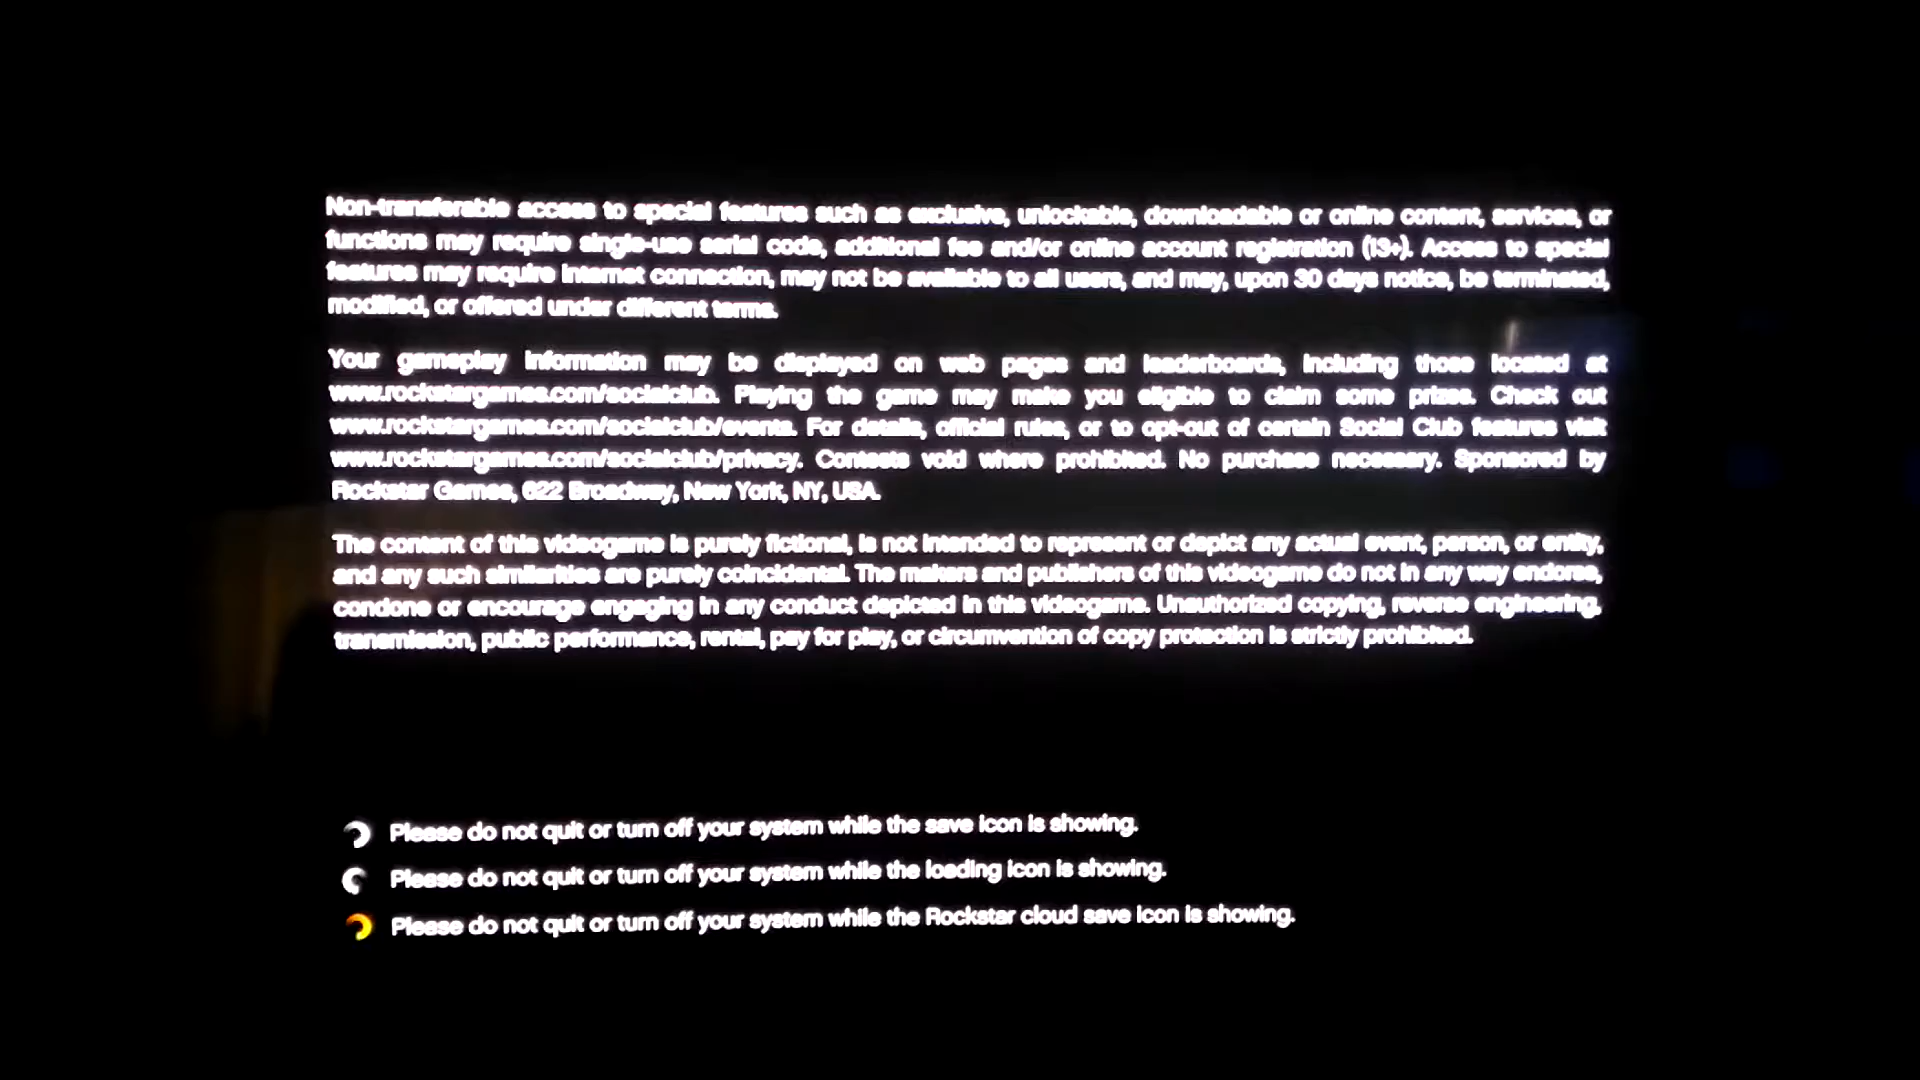 Non-transferable access to special features such as exclusive, unlockable, downloadable or online content, services, or
functions may require single-use serial code, additional fee and/or online account registration (13+). Access to special
features may require internet connection, may not be available to all users, and may, upon 30 days notice, be terminated,
modified, or offered under different terms.
Your gameplay information may be displayed on web pages and leaderboards, including those located at
www.rockstargames.com/socialclub. Playing the game may make you eligible to claim some prizes. Check out
www.rockstargames.com/socialclub/events. For details, official rules, or to opt-out of certain Social Club features visit
www.rockstargames.com/socialclub/privacy. Contests void where prohibited. No purchase necessary. Sponsored by
Rockstar Games, 622 Broadway, New York, NY, USA.
The content of this videogame is purely fictional, is not intended to represent or depict any actual event, person, or entity,
and any such similarities are purely coincidental. The makers and publishers of this videogame do not in any way endorse,
condone or encourage engaging in any conduct depicted in this videogame. Unauthorized copying, reverse engineering,
transmission, public performance, rental, pay for play, or circumvention of copy protection is strictly prohibited.
Please do not quit or turn off your system while the save icon is showing.
Please do not quit or turn off your system while the loading icon is showing.
Please do not quit or turn off your system while the Rockstar cloud save icon is showing.